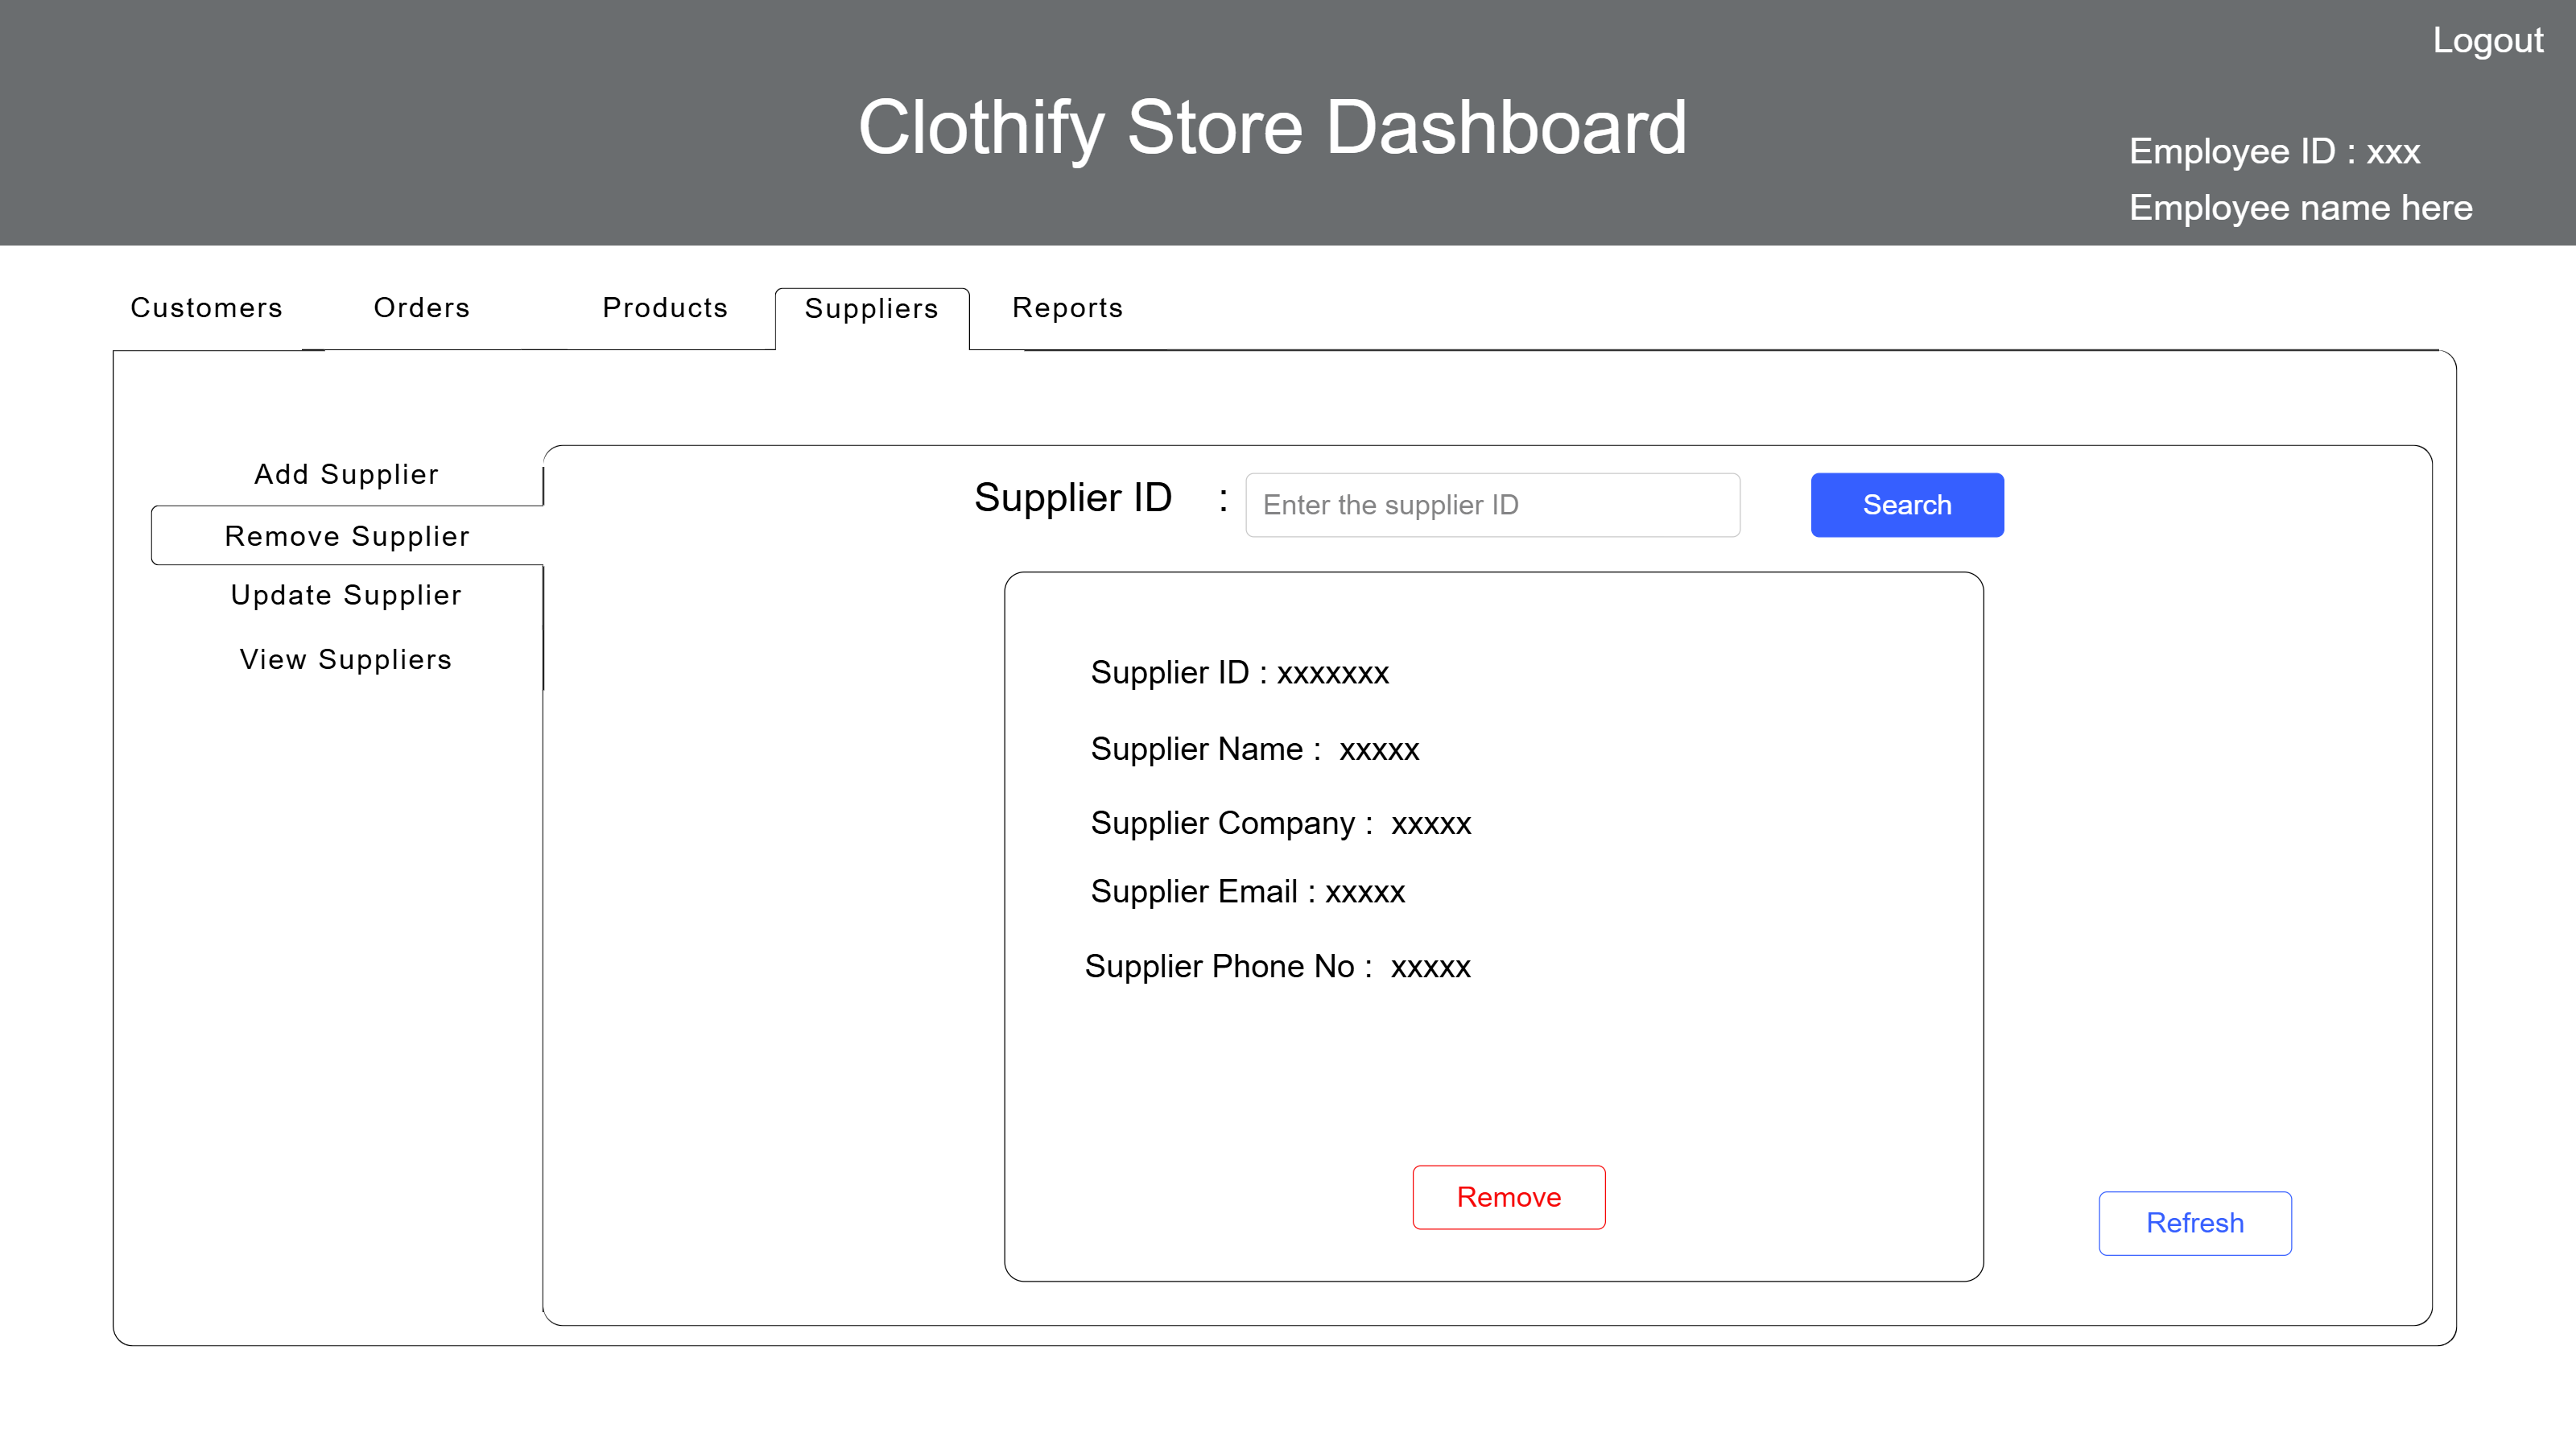 Logout
Clothify Store Dashboard
Employee ID : xxx
Employee name here
Customers
Orders
Products
Suppliers
Reports
Add Supplier
Remove Supplier
Update Supplier
View Suppliers
Supplier ID :
Enter the supplier ID
Search
Supplier ID : xxxxxxx
Supplier Name : xxxxx
Supplier Company : xxxxx
Supplier Email : xxxxx
Supplier Phone No : xxxxx
Remove
Refresh